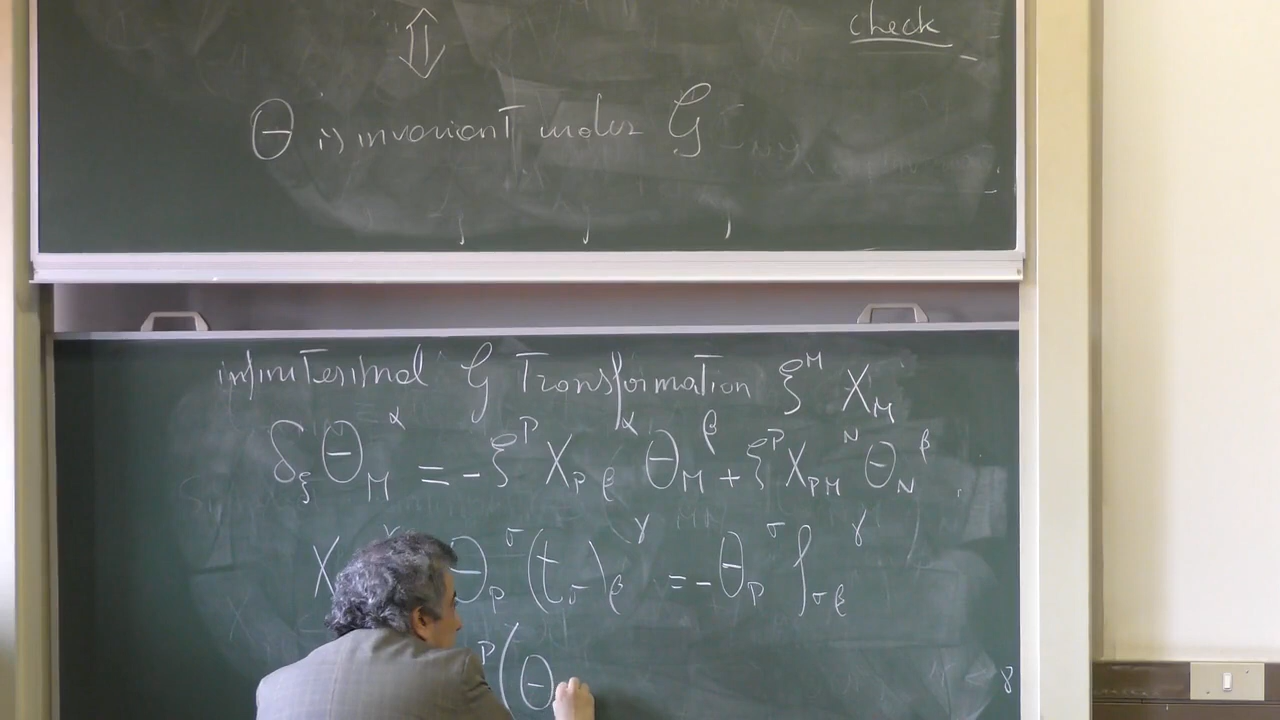 check
⇕
Θ is invariant under G
infinitesimal G Transformation ξ^M X_M
δ_ξ Θ_M^α = - ξ^P X_{Pβ}^α Θ_M^β + ξ^P X_{PM}^N Θ_N^β
X Θ_P^σ (t_σ)_β^γ = - Θ_P^σ f_{σβ}^γ
P (Θ
γ